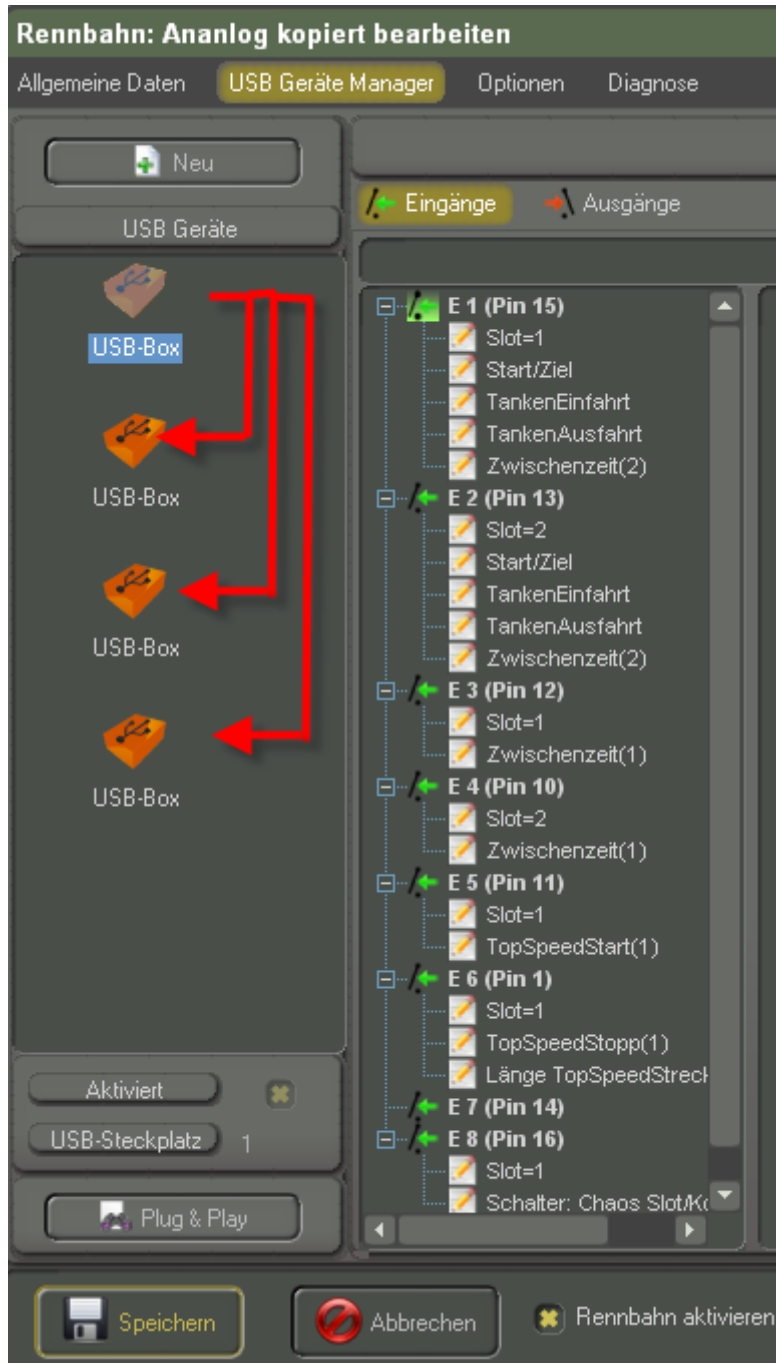 Rennbahn: Ananlog kopiert bearbeiten
Allgemeine Daten USB Geräte Manager Optionen Diagnose
Neu
USB Geräte
USB-Box
USB-Box
USB-Box
USB-Box
Aktiviert
USB-Steckplatz 1
Plug & Play
Eingänge Ausgänge
E 1 (Pin 15)
Slot=1
Start/Ziel
TankenEinfahrt
TankenAusfahrt
Zwischenzeit(2)
E 2 (Pin 13)
Slot=2
Start/Ziel
TankenEinfahrt
TankenAusfahrt
Zwischenzeit(2)
E 3 (Pin 12)
Slot=1
Zwischenzeit(1)
E 4 (Pin 10)
Slot=2
Zwischenzeit(1)
E 5 (Pin 11)
Slot=1
TopSpeedStart(1)
E 6 (Pin 1)
Slot=1
TopSpeedStopp(1)
Länge TopSpeedStreck
E 7 (Pin 14)
E 8 (Pin 16)
Slot=1
Schalter: Chaos Slot/Ko
Speichern Abbrechen Rennbahn aktivieren